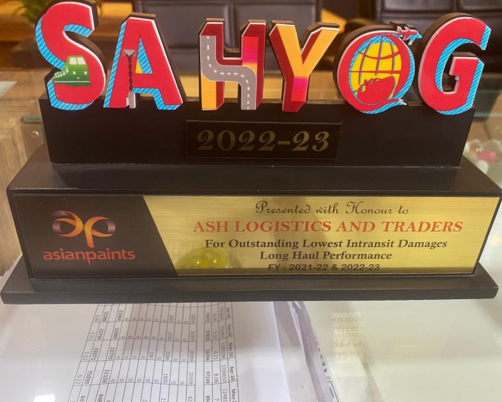 SAHYOG
2022-23
Presented with Honour to
ASH LOGISTICS AND TRADERS
For Outstanding Lowest Intransit Damages
Long Haul Performance
FY : 2021-22 & 2022-23
ap
asianpaints